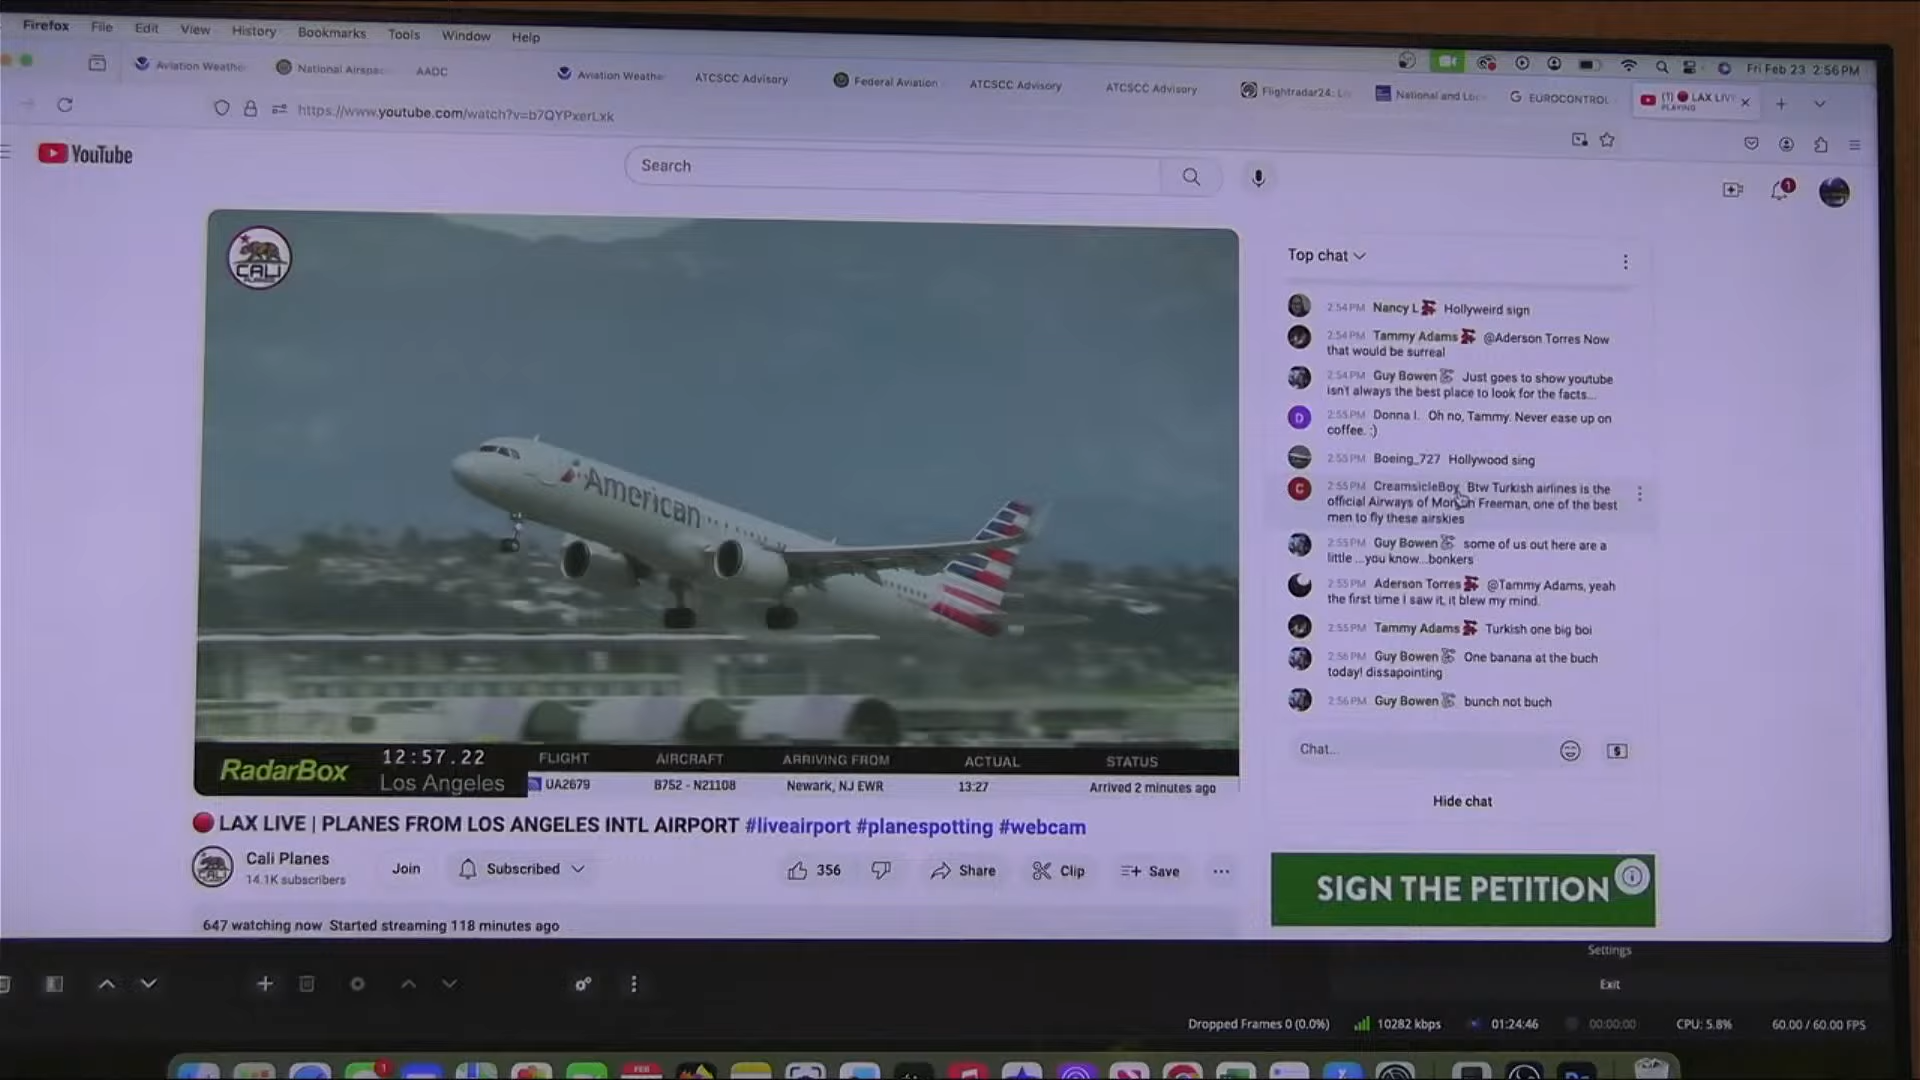 Firefox File Edit View History Bookmarks Tools Window Help
Fri Feb 23 2:56 PM
Aviation Weathe
National Airspac
AADC
Aviation Weathe
ATCSCC Advisory
Federal Aviation
ATCSCC Advisory
ATCSCC Advisory
Flightradar24: Li
National and Loc
EUROCONTROL
(1) LAX LIV
PLAYING
https://www.youtube.com/watch?v=b7QYPxerLxk
YouTube
Search
1
CALI
American
RadarBox
12:57.22
Los Angeles
FLIGHT AIRCRAFT ARRIVING FROM ACTUAL STATUS
UA2679 B752 - N21108 Newark, NJ EWR 13:27 Arrived 2 minutes ago
LAX LIVE | PLANES FROM LOS ANGELES INTL AIRPORT #liveairport #planespotting #webcam
Cali Planes
14.1K subscribers
Join
Subscribed
356
Share
Clip
Save
647 watching now Started streaming 118 minutes ago
Top chat
2:54 PM Nancy L Hollyweird sign
2:54 PM Tammy Adams @Aderson Torres Now
that would be surreal
2:54 PM Guy Bowen Just goes to show youtube
isn't always the best place to look for the facts...
D
2:55 PM Donna I. Oh no, Tammy. Never ease up on
coffee. :)
2:55 PM Boeing_727 Hollywood sing
C
2:55 PM CreamsicleBoy Btw Turkish airlines is the
official Airways of Freeman, one of the best
men to fly these airskies
2:55 PM Guy Bowen some of us out here are a
little ...you know...bonkers
2:55 PM Aderson Torres @Tammy Adams, yeah
the first time I saw it, it blew my mind.
2:55 PM Tammy Adams Turkish one big boi
2:56 PM Guy Bowen One banana at the buch
today! dissapointing
2:56 PM Guy Bowen bunch not buch
Chat...
Hide chat
SIGN THE PETITION
Settings
Exit
Dropped Frames 0 (0.0%) 10282 kbps 01:24:46 00:00:00 CPU: 5.8% 60.00 / 60.00 FPS
1
FEB